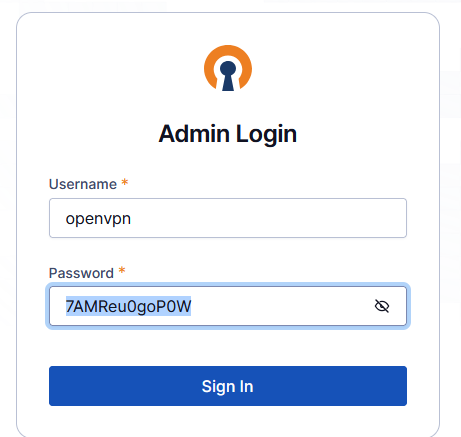 Admin Login
Username *
openvpn
Password *
7AMReu0goP0W
Sign In